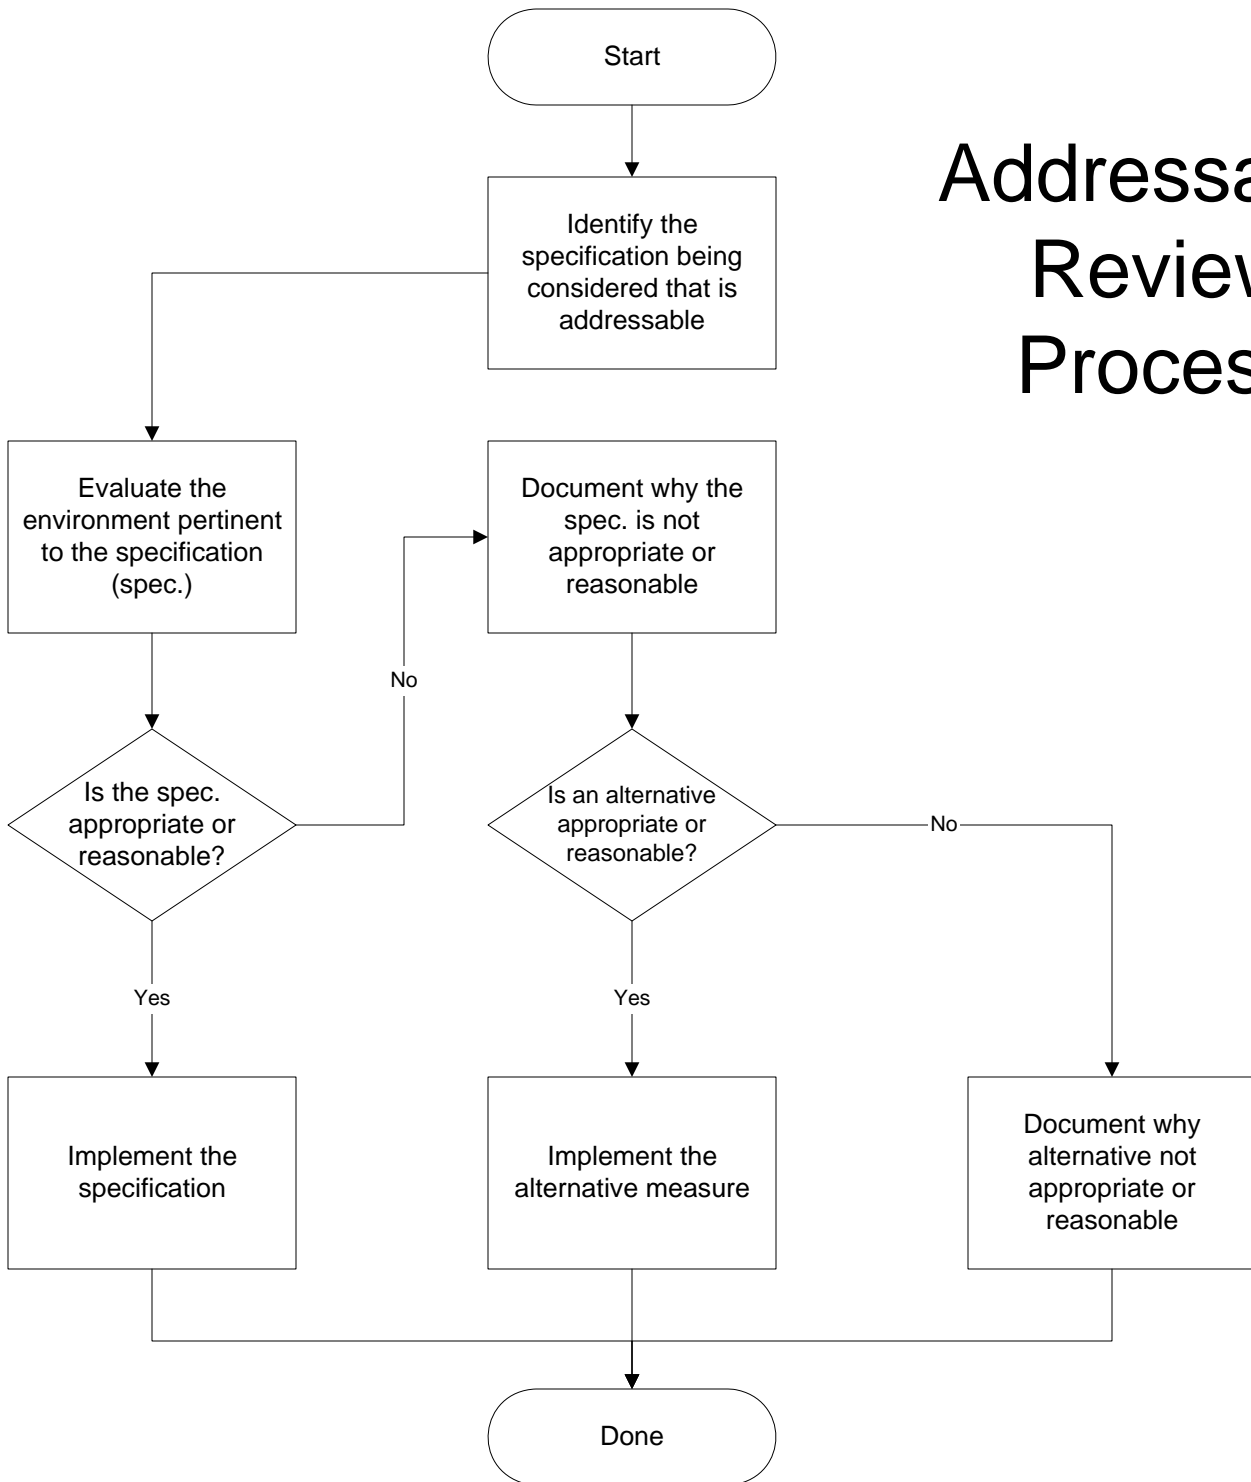 Start
Addressa
Review
Proces
Identify the
specification being
considered that is
addressable
Evaluate the
environment pertinent
to the specification
(spec.)
Document why the
spec. is not
appropriate or
reasonable
No
Is the spec.
appropriate or
reasonable?
Is an alternative
appropriate or
reasonable?
No
Yes
Yes
Implement the
specification
Implement the
alternative measure
Document why
alternative not
appropriate or
reasonable
Done